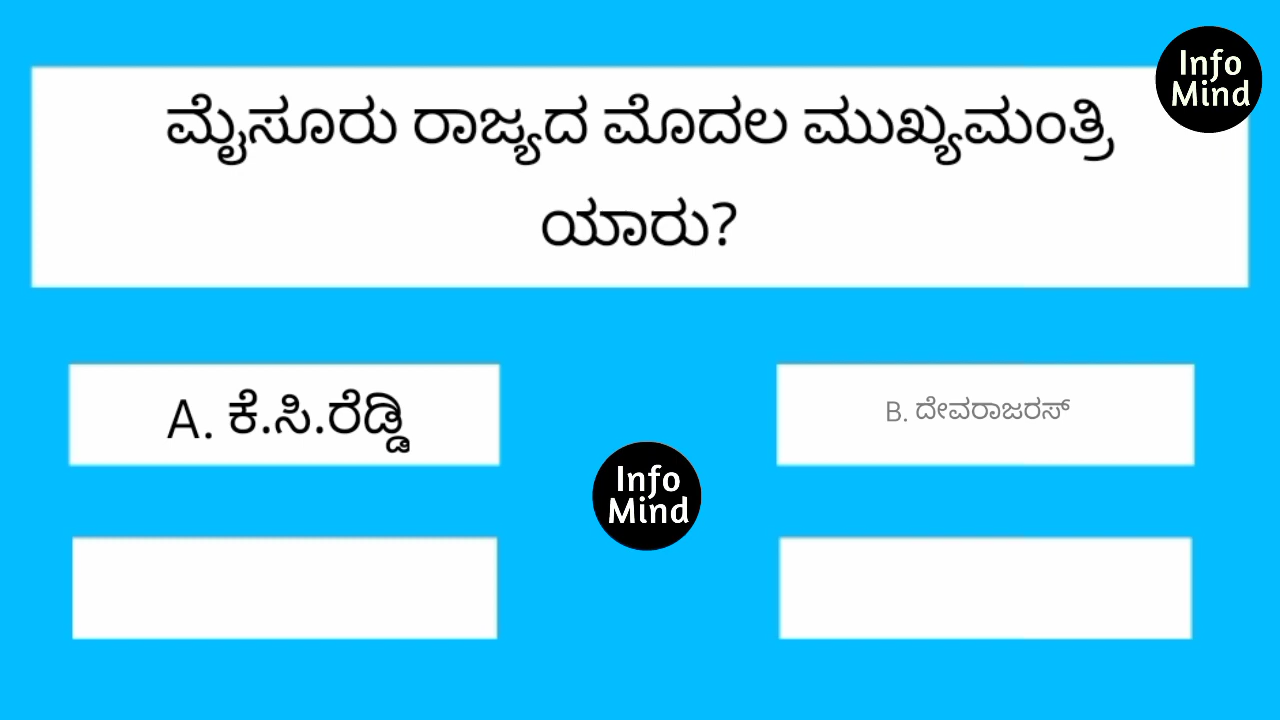 Info
Mind
ಮೈಸೂರು ರಾಜ್ಯದ ಮೊದಲ ಮುಖ್ಯಮಂತ್ರಿ
ಯಾರು?
A. ಕೆ.ಸಿ.ರೆಡ್ಡಿ
B. ದೇವರಾಜರಸ್
Info
Mind